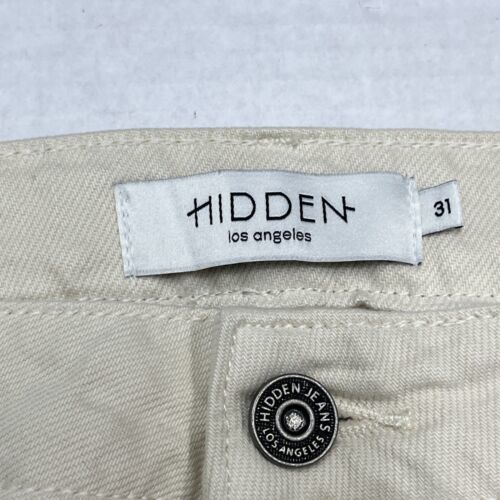 HIDDEN
los angeles
31
HIDDEN JEANS
LOS ANGELES